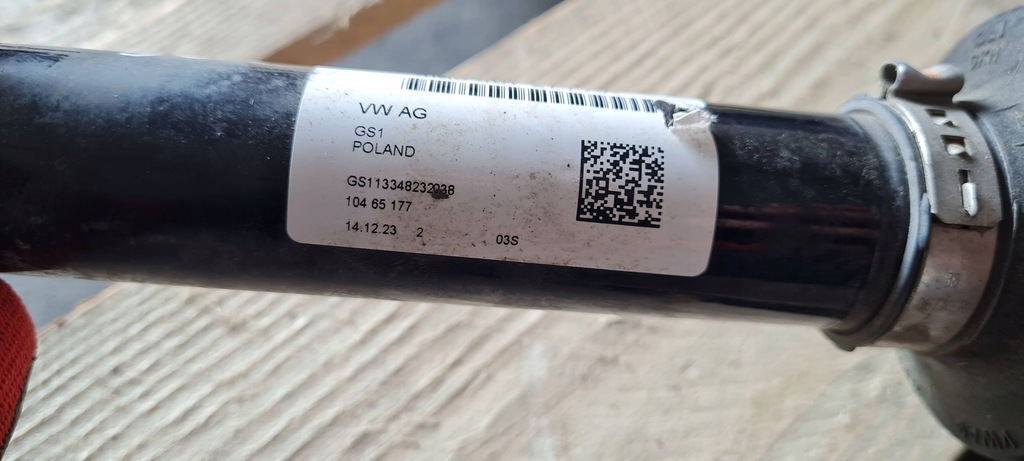 VW AG
GS1
POLAND
GS113348232038
104 65 177
14.12.23 2 03S